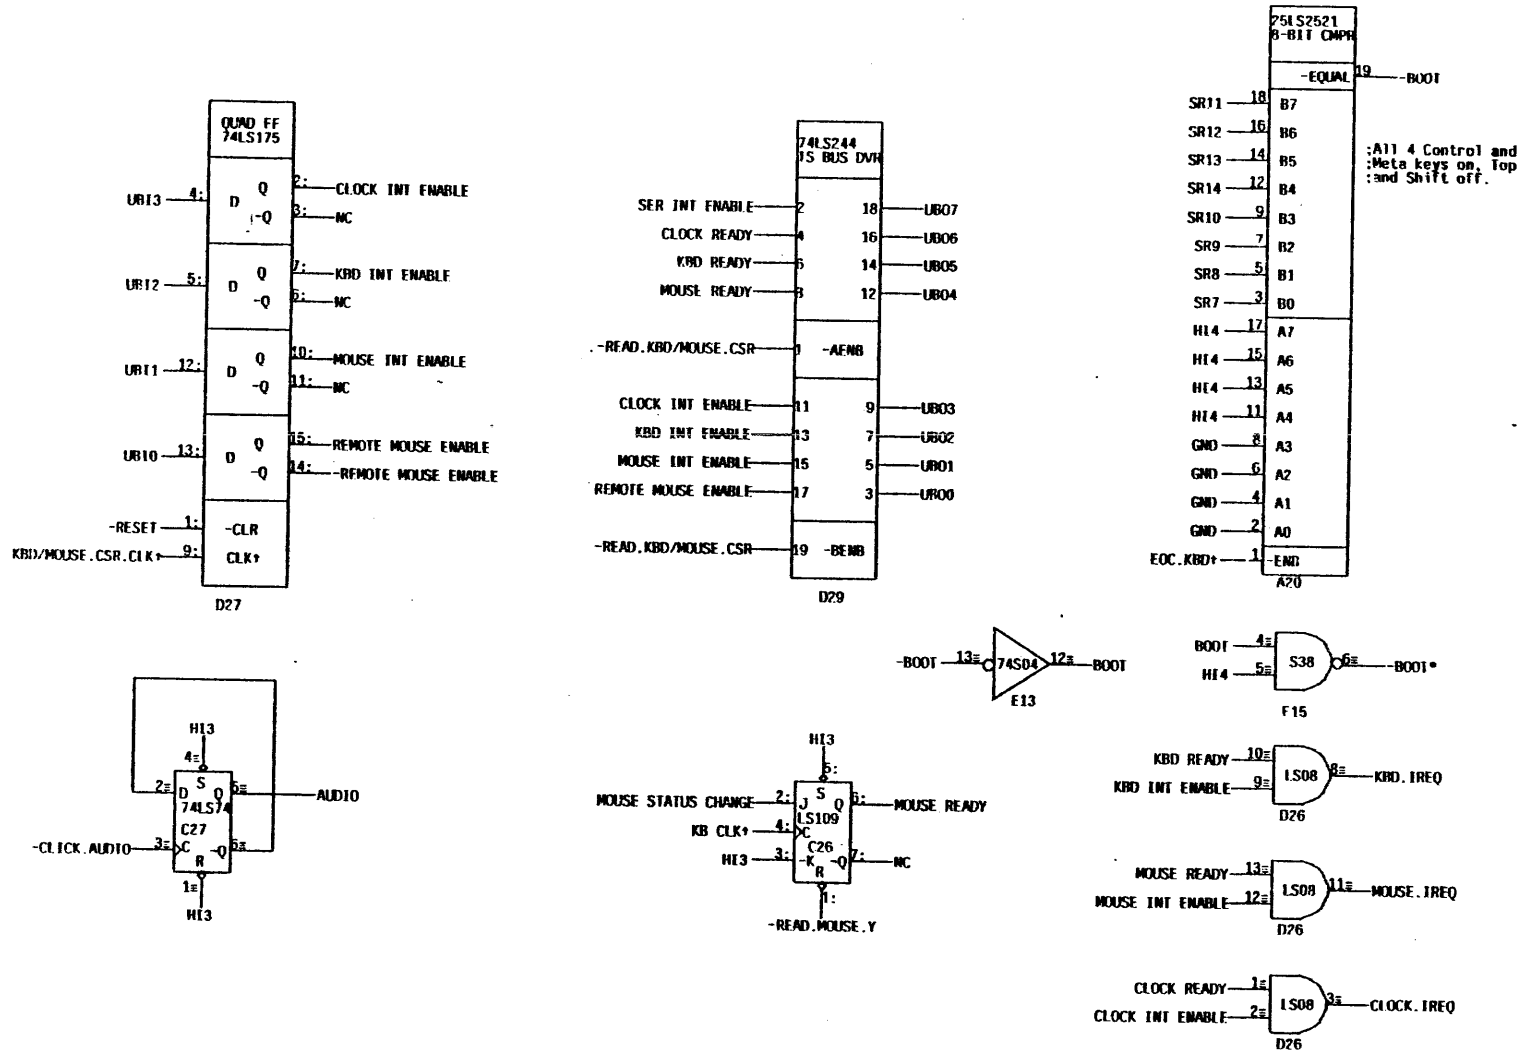 QUAD FF
74LS175
UBI3 4: D Q 2: CLOCK INT ENABLE
-Q 3: NC
UBI2 5: D Q 7: KBD INT ENABLE
-Q 6: NC
UBI1 12: D Q 10: MOUSE INT ENABLE
-Q 11: NC
UBI0 13: D Q 15: REMOTE MOUSE ENABLE
-Q 14: -REMOTE MOUSE ENABLE
-RESET 1: -CLR
KBD/MOUSE.CSR.CLK↑ 9: CLK↑
D27
74LS244
TS BUS DVR
SER INT ENABLE 2 18 UBO7
CLOCK READY 4 16 UBO6
KBD READY 6 14 UBO5
MOUSE READY 8 12 UBO4
-READ.KBD/MOUSE.CSR 1 -AENB
CLOCK INT ENABLE 11 9 UBO3
KBD INT ENABLE 13 7 UBO2
MOUSE INT ENABLE 15 5 UBO1
REMOTE MOUSE ENABLE 17 3 UBO0
-READ.KBD/MOUSE.CSR 19 -BENB
D29
25LS2521
8-BIT CMPR
-EQUAL 19 -BOOT
SR11 18 B7
SR12 16 B6
SR13 14 B5
SR14 12 B4
SR10 9 B3
SR9 7 B2
SR8 5 B1
SR7 3 B0
HI4 17 A7
HI4 15 A6
HI4 13 A5
HI4 11 A4
GND 8 A3
GND 6 A2
GND 4 A1
GND 2 A0
EOC.KBD↑ 1 -ENB
A20
;All 4 Control and
;Meta keys on, Top
;and Shift off.
-BOOT 13≡ 74S04 12≡ BOOT
E13
BOOT 4≡
HI4 5≡
S38 6≡ -BOOT*
F15
HI3
4≡
S
2≡ D Q 5≡ AUDIO
74LS74
C27
-CLICK.AUDIO 3≡ C -Q 6≡
R
1≡
HI3
HI3
5:
S
MOUSE STATUS CHANGE 2: J Q 6: MOUSE READY
LS109
KB CLK↑ 4: C
C26
HI3 3: -K -Q 7: NC
R
1:
-READ.MOUSE.Y
KBD READY 10≡
KBD INT ENABLE 9≡
LS08 8≡ KBD.IREQ
D26
MOUSE READY 13≡
MOUSE INT ENABLE 12≡
LS08 11≡ MOUSE.IREQ
D26
CLOCK READY 1≡
CLOCK INT ENABLE 2≡
LS08 3≡ CLOCK.IREQ
D26